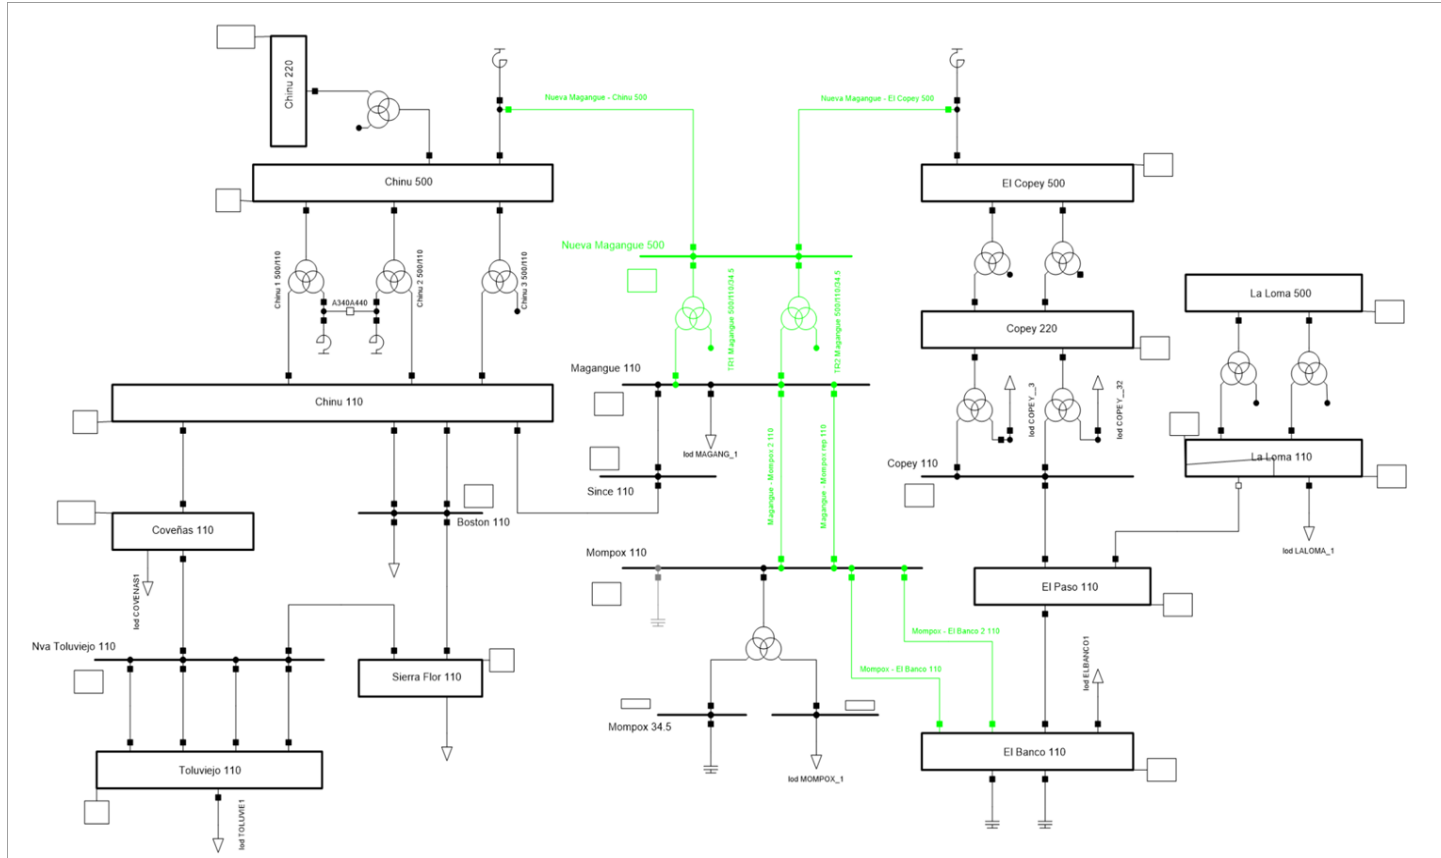 Chinu 220
Nueva Magangue - Chinu 500
Nueva Magangue - El Copey 500
Chinu 500
El Copey 500
Nueva Magangue 500
Chinu 1 500/110
Chinu 2 500/110
Chinu 3 500/110
A340A440
TR1 Magangue 500/110/34.5
TR2 Magangue 500/110/34.5
La Loma 500
Copey 220
Magangue 110
Chinu 110
lod COPEY__3
lod COPEY__32
lod MAGANG_1
Magangue - Mompox 2 110
Magangue - Mompox rep 110
La Loma 110
Copey 110
Since 110
Boston 110
Coveñas 110
lod LALOMA_1
Mompox 110
lod COVENAS1
El Paso 110
Mompox - El Banco 2 110
Nva Toluviejo 110
Mompox - El Banco 110
lod ELBANCO1
Sierra Flor 110
Mompox 34.5
El Banco 110
Toluviejo 110
lod MOMPOX_1
lod TOLUVIE1